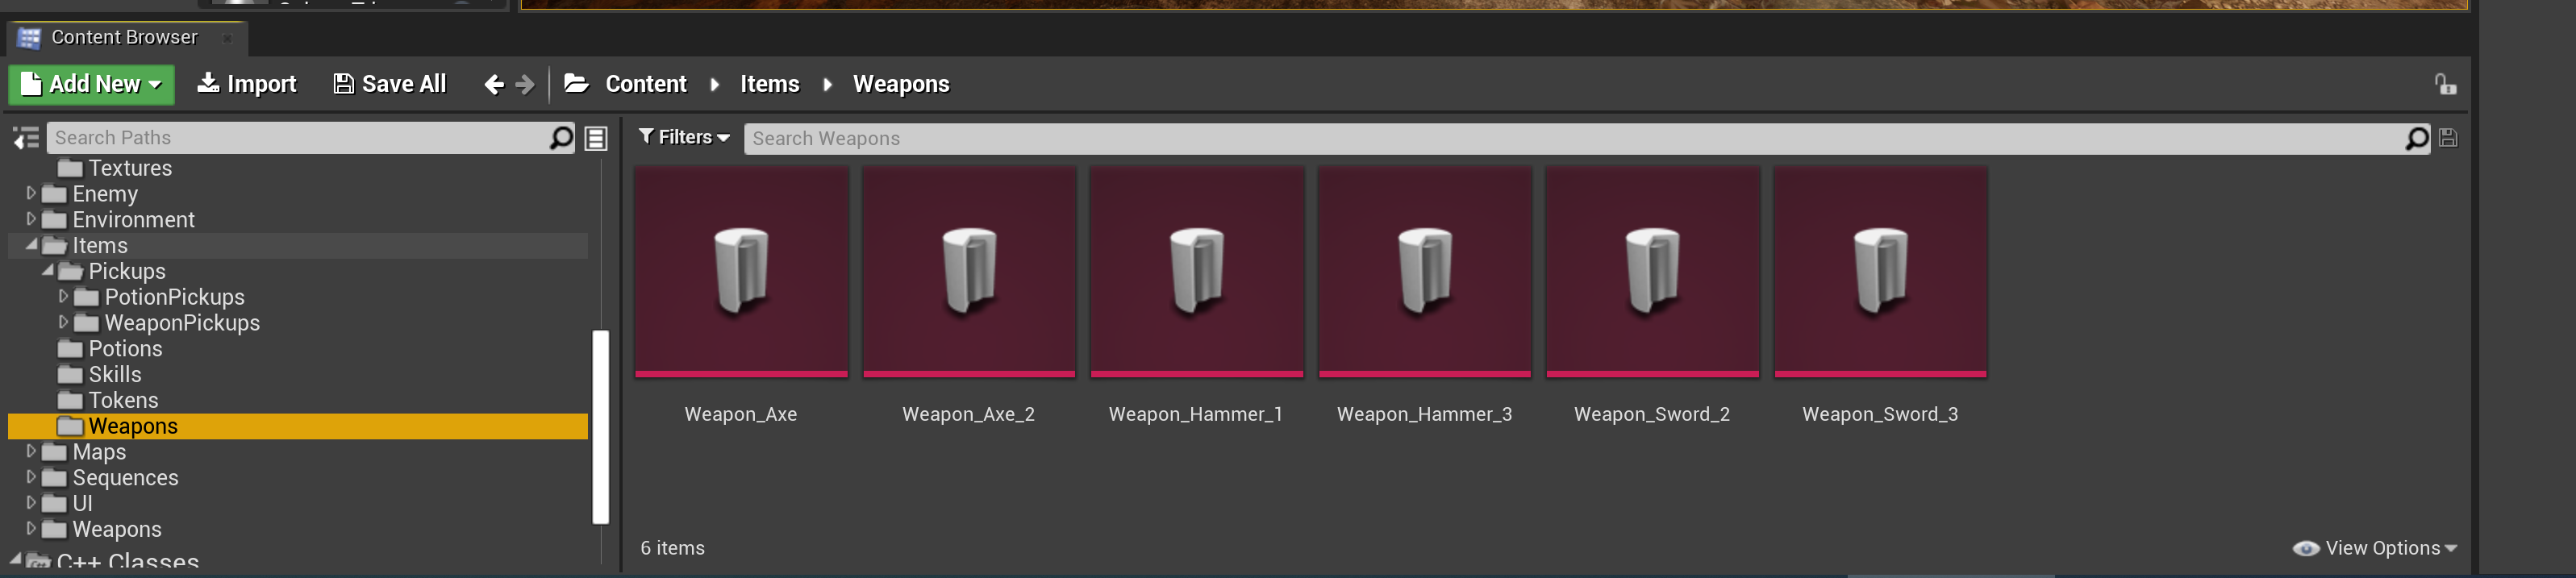 Content Browser
Add New Import Save All Content Items Weapons
Search Paths
Filters Search Weapons
Textures
Enemy
Environment
Items
Pickups
PotionPickups
WeaponPickups
Potions
Skills
Tokens
Weapons
Maps
Sequences
UI
Weapons
C++ Classes
Weapon_Axe
Weapon_Axe_2
Weapon_Hammer_1
Weapon_Hammer_3
Weapon_Sword_2
Weapon_Sword_3
6 items
View Options